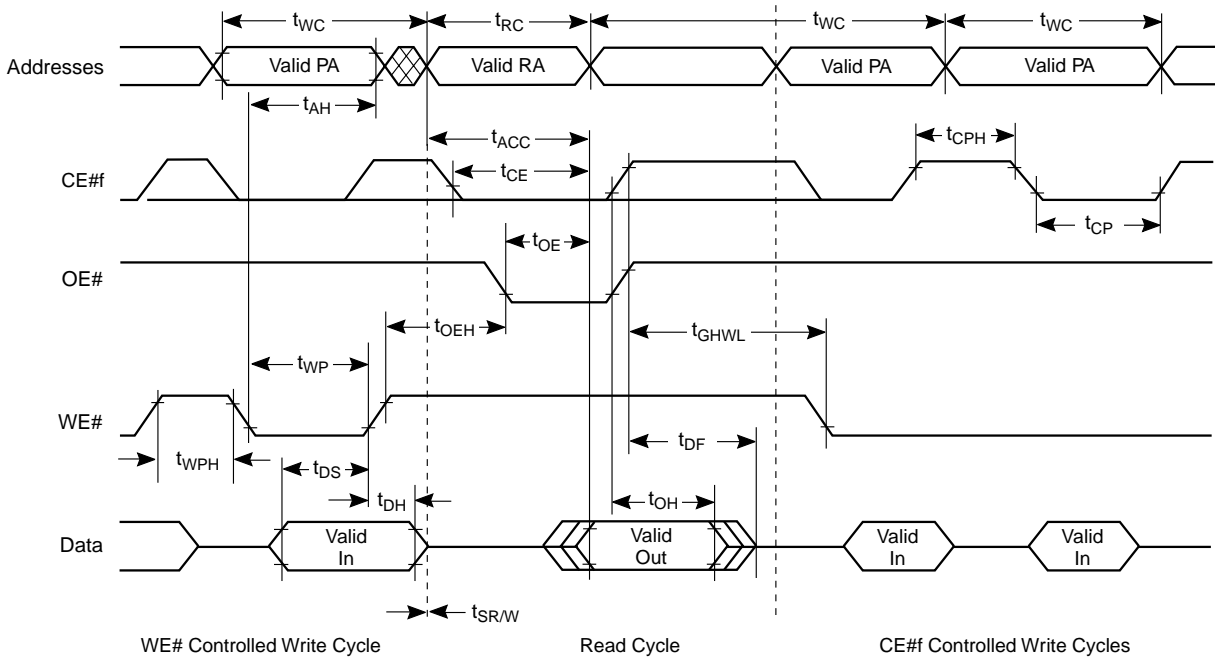 tWC tRC tWC tWC
Addresses Valid PA Valid RA Valid PA Valid PA
tAH
tACC tCPH
CE#f tCE
tOE tCP
OE#
tOEH tGHWL
tWP
WE#
tWPH tDS tDF
tDH tOH
Data Valid In Valid Out Valid In Valid In
tSR/W
WE# Controlled Write Cycle Read Cycle CE#f Controlled Write Cycles